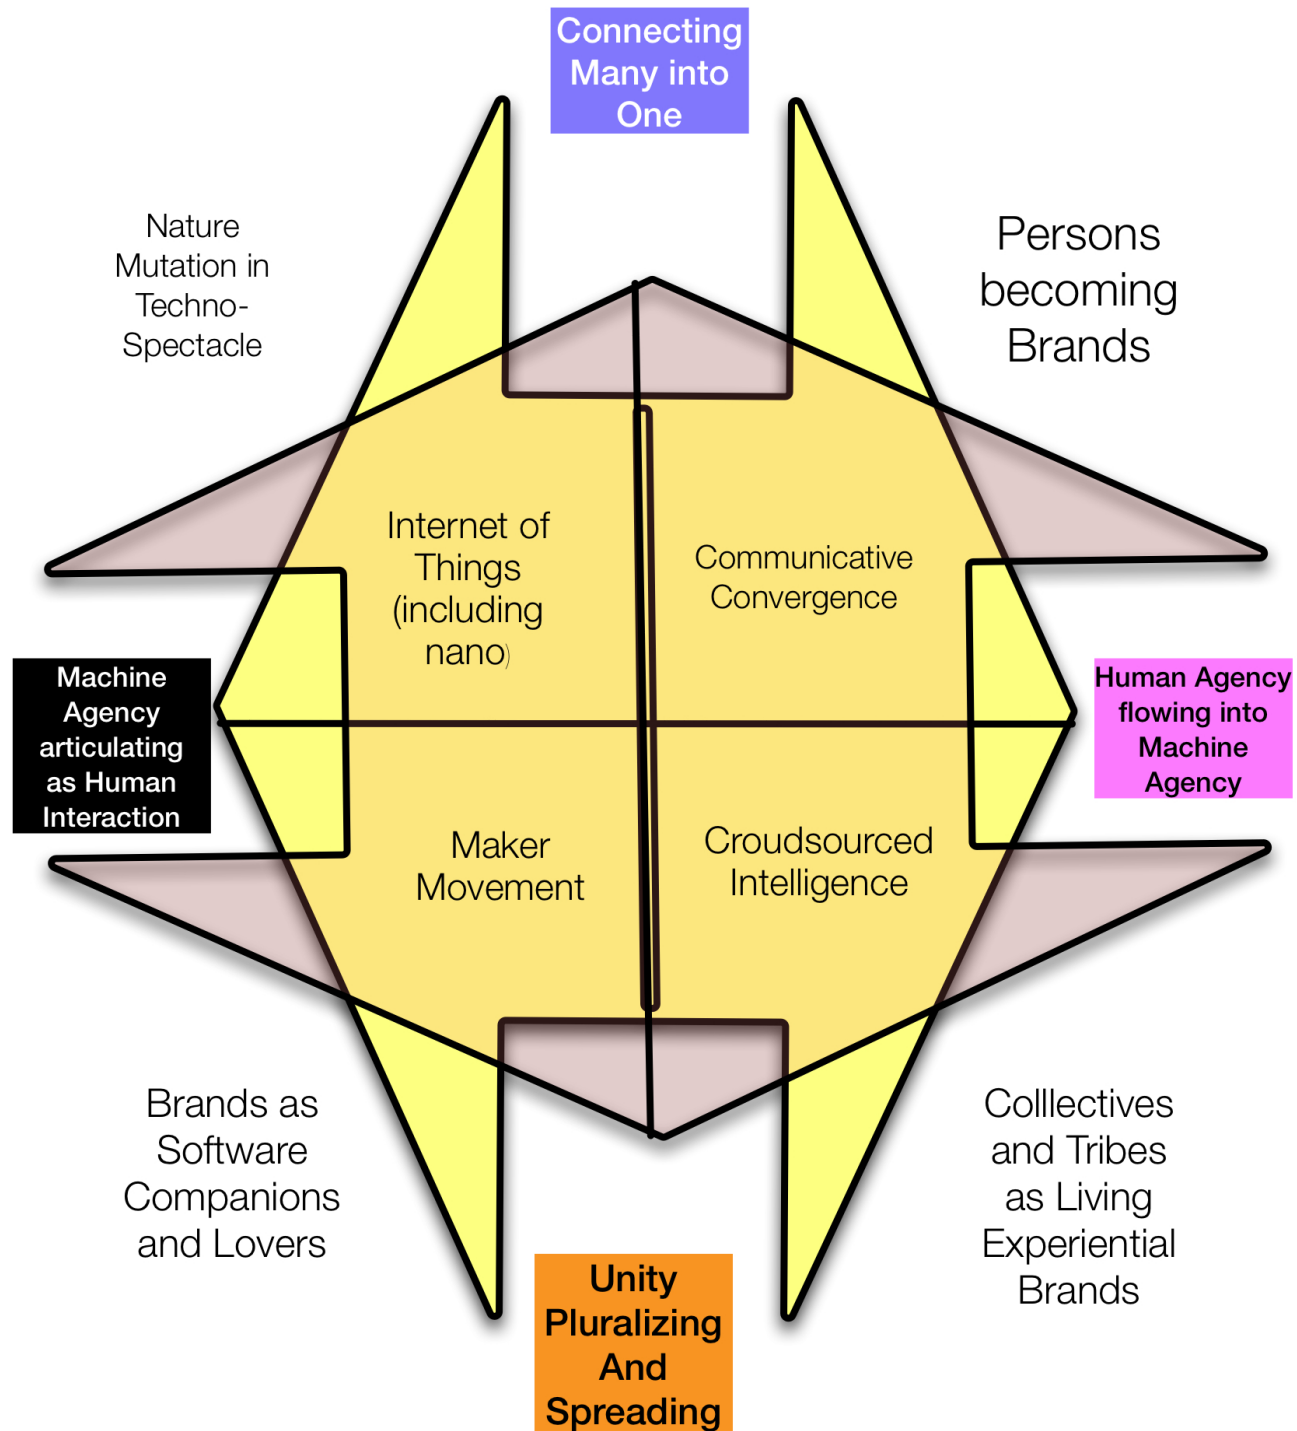 Connecting
Many into
One
Nature
Mutation in
Techno-
Spectacle
Persons
becoming
Brands
Internet of
Things
(including
nano)
Communicative
Convergence
Machine
Agency
articulating
as Human
Interaction
Human Agency
flowing into
Machine
Agency
Maker
Movement
Croudsourced
Intelligence
Brands as
Software
Companions
and Lovers
Colllectives
and Tribes
as Living
Experiential
Brands
Unity
Pluralizing
And
Spreading